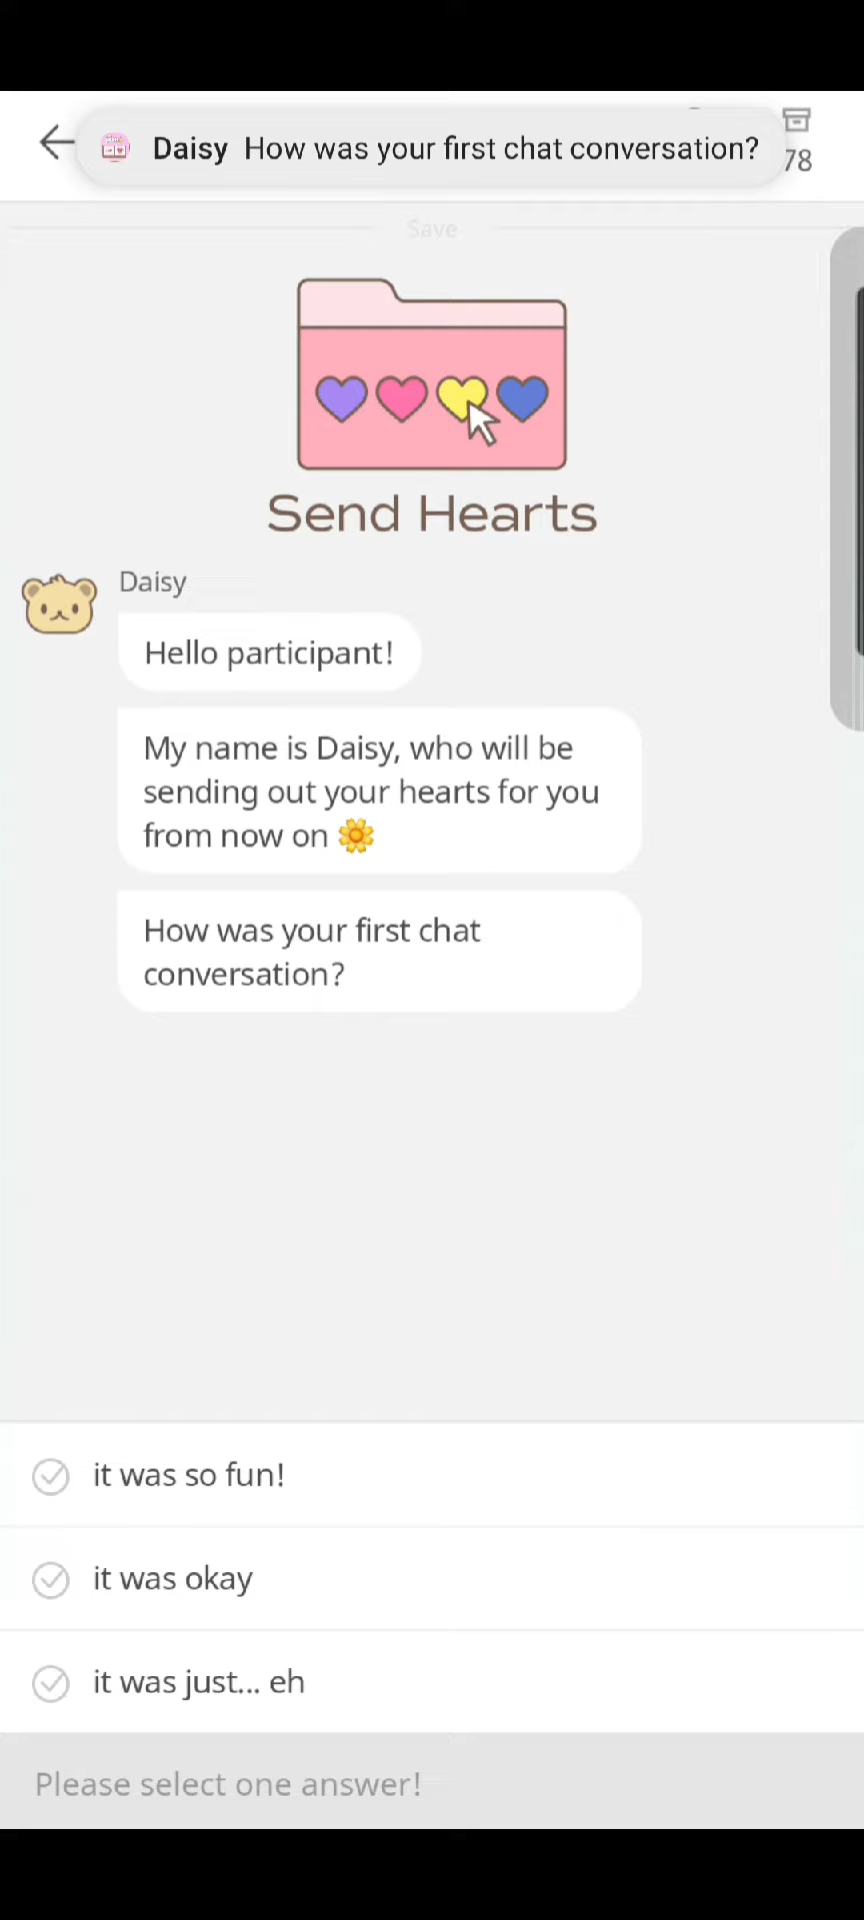 Daisy How was your first chat conversation?
78
Save
Send Hearts
Daisy
Hello participant!
My name is Daisy, who will be
sending out your hearts for you
from now on 🌼
How was your first chat
conversation?
it was so fun!
it was okay
it was just... eh
Please select one answer!